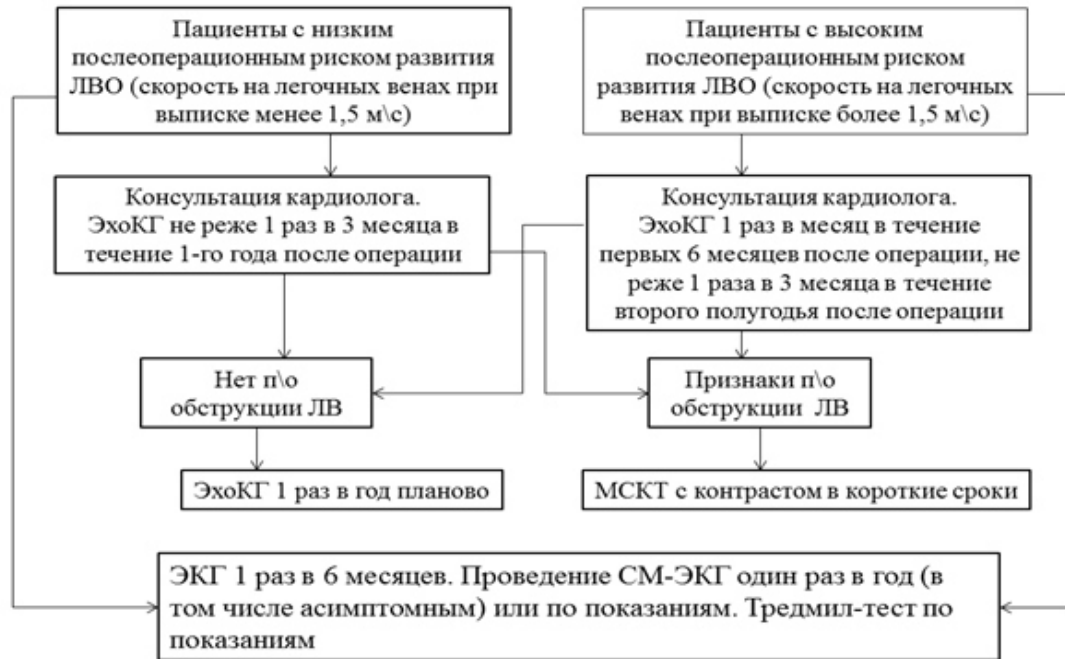 Пациенты с низким
послеоперационным риском развития
ЛВО (скорость на легочных венах при
выписке менее 1,5 м\с)
Пациенты с высоким
послеоперационным риском
развития ЛВО (скорость на легочных
венах при выписке более 1,5 м\с)
Консультация кардиолога.
ЭхоКГ не реже 1 раз в 3 месяца в
течение 1-го года после операции
Консультация кардиолога.
ЭхоКГ 1 раз в месяц в течение
первых 6 месяцев после операции, не
реже 1 раза в 3 месяца в течение
второго полугодья после операции
Нет п\о
обструкции ЛВ
Признаки п\о
обструкции ЛВ
ЭхоКГ 1 раз в год планово
МСКТ с контрастом в короткие сроки
ЭКГ 1 раз в 6 месяцев. Проведение СМ-ЭКГ один раз в год (в
том числе асимптомным) или по показаниям. Тредмил-тест по
показаниям